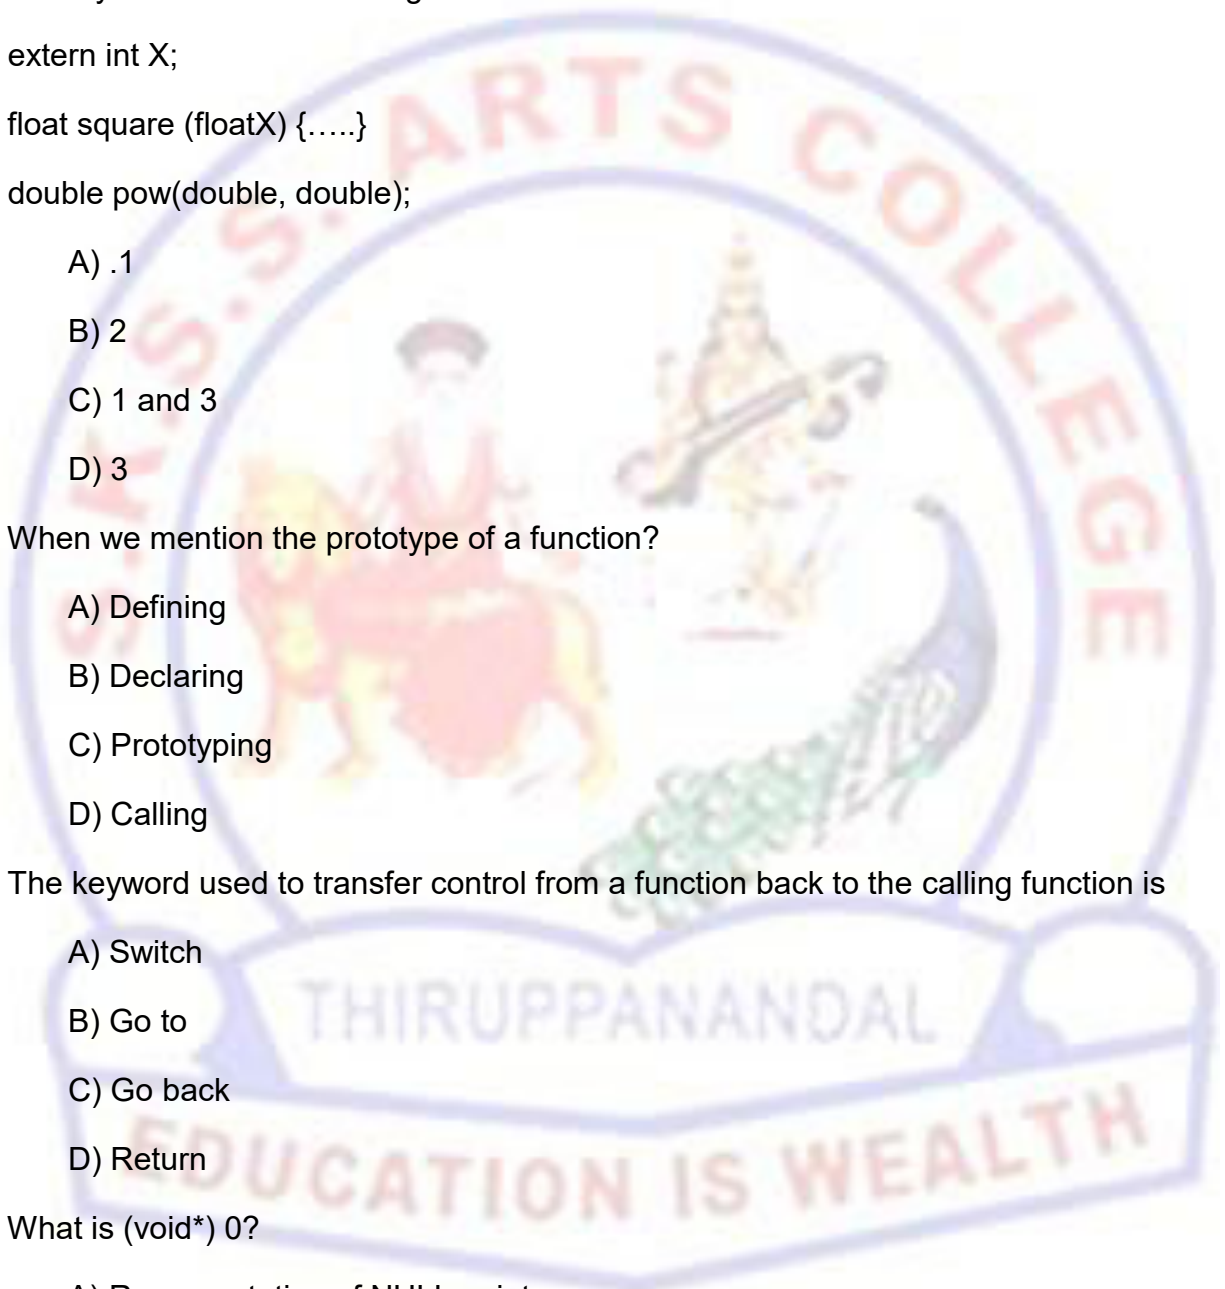 extern int X;
float square (floatX) {…..}
double pow(double, double);
A) .1
B) 2
C) 1 and 3
D) 3
When we mention the prototype of a function?
A) Defining
B) Declaring
C) Prototyping
D) Calling
The keyword used to transfer control from a function back to the calling function is
A) Switch
B) Go to
C) Go back
D) Return
What is (void*) 0?
S.K.S.S. ARTS COLLEGE
THIRUPPANANDAL
EDUCATION IS WEALTH